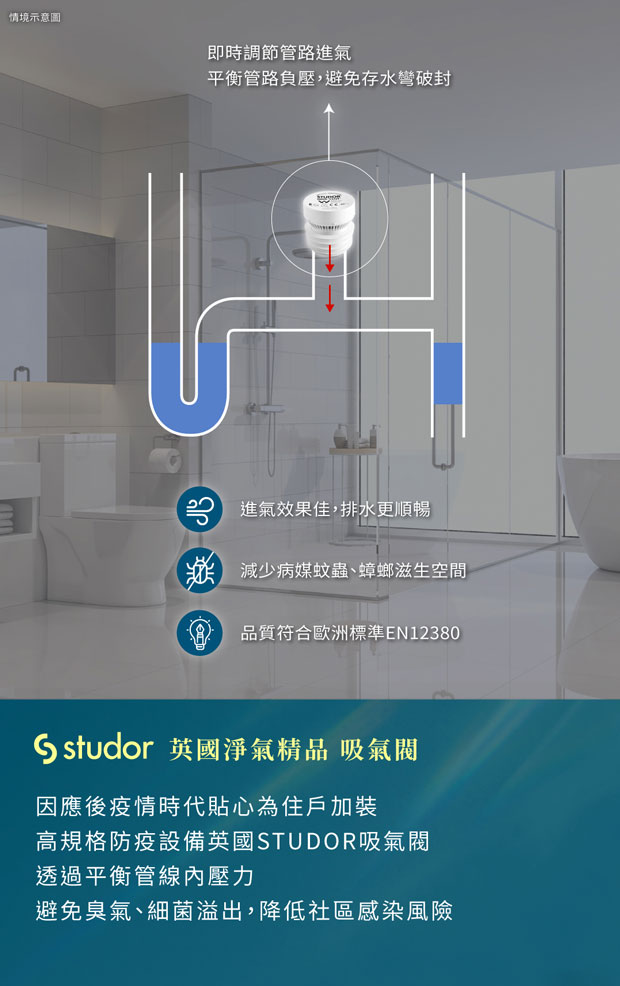 情境示意圖
即時調節管路進氣
平衡管路負壓，避免存水彎破封
STUDOR
進氣效果佳，排水更順暢
減少病媒蚊蟲、蟑螂滋生空間
品質符合歐洲標準EN12380
studor 英國淨氣精品 吸氣閥
因應後疫情時代貼心為住戶加裝
高規格防疫設備英國STUDOR吸氣閥
透過平衡管線內壓力
避免臭氣、細菌溢出，降低社區感染風險